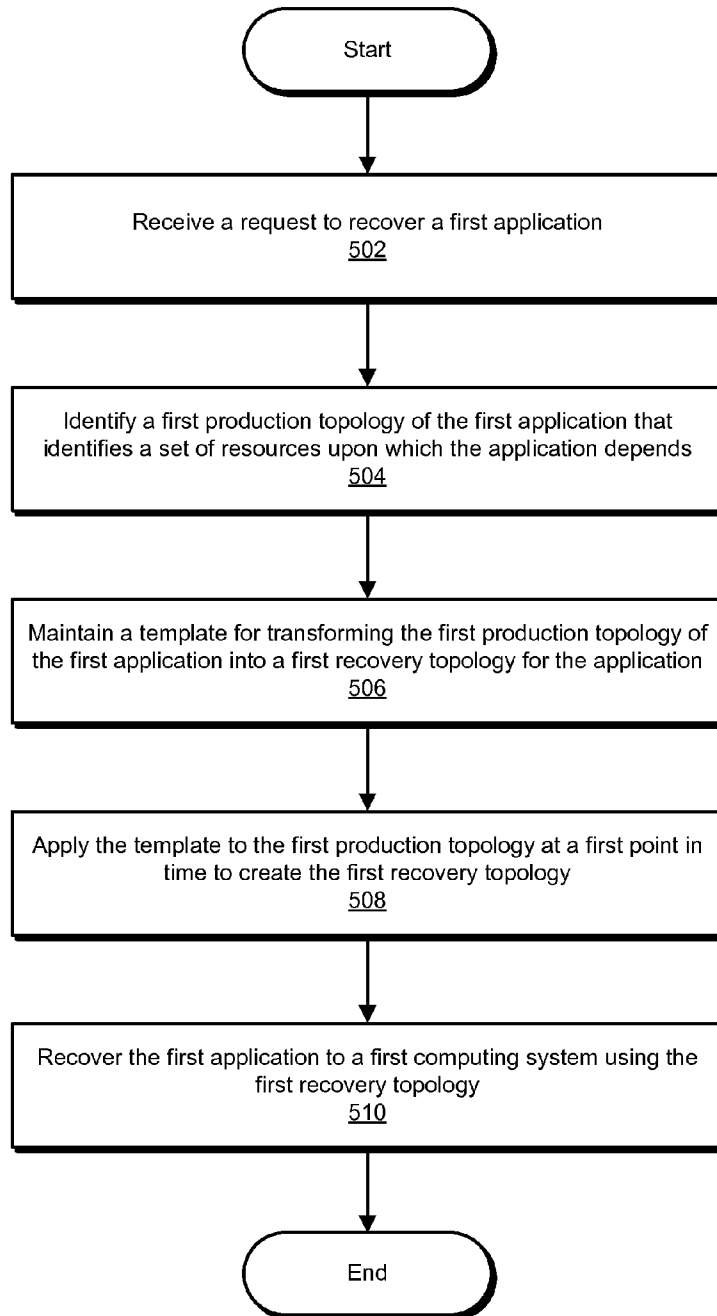 Start
Receive a request to recover a first application
502
Identify a first production topology of the first application that
identifies a set of resources upon which the application depends
504
Maintain a template for transforming the first production topology of
the first application into a first recovery topology for the application
506
Apply the template to the first production topology at a first point in
time to create the first recovery topology
508
Recover the first application to a first computing system using the
first recovery topology
510
End